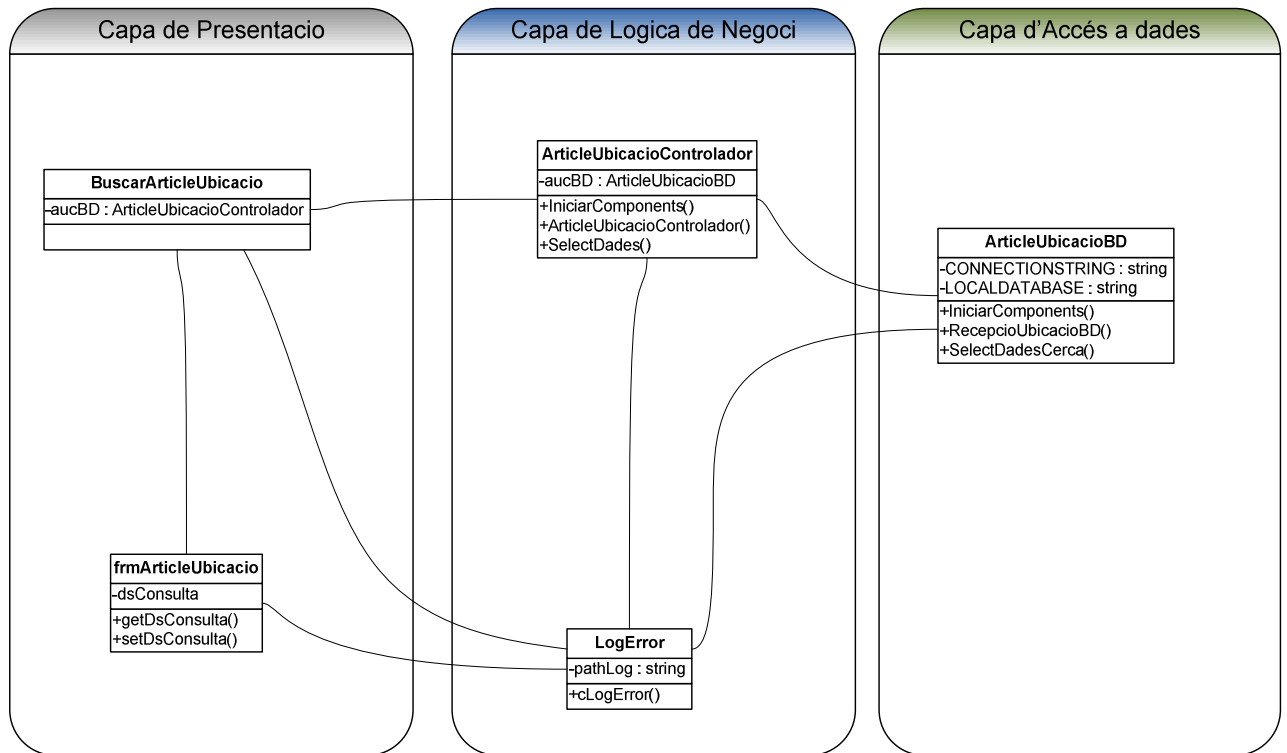 Capa de Presentacio
BuscarArticleUbicacio
-aucBD : ArticleUbicacioControlador
frmArticleUbicacio
-dsConsulta
+getDsConsulta()
+setDsConsulta()
Capa de Logica de Negoci
ArticleUbicacioControlador
-aucBD : ArticleUbicacioBD
+IniciarComponents()
+ArticleUbicacioControlador()
+SelectDades()
LogError
-pathLog : string
+cLogError()
Capa d'Accés a dades
ArticleUbicacioBD
-CONNECTIONSTRING : string
-LOCALDATABASE : string
+IniciarComponents()
+RecepcioUbicacioBD()
+SelectDadesCerca()